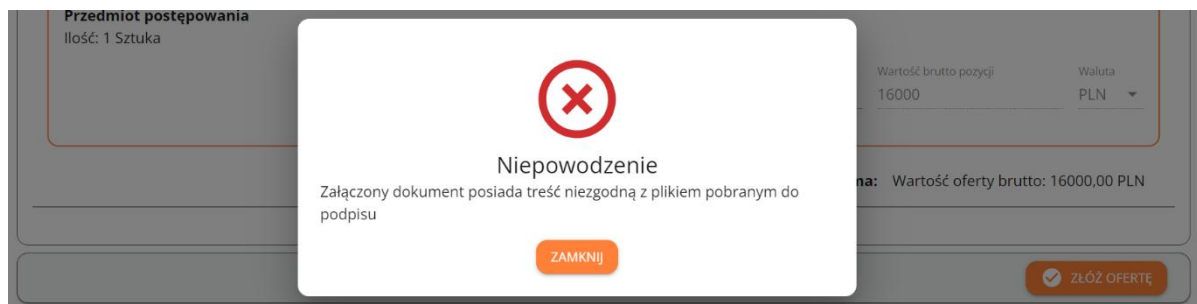 Przedmiot postępowania
Ilość: 1 Sztuka
Wartość brutto pozycji
Waluta
16000
PLN
Niepowodzenie
Załączony dokument posiada treść niezgodną z plikiem pobranym do
podpisu
na: Wartość oferty brutto: 16000,00 PLN
ZAMKNIJ
ZŁÓŻ OFERTĘ